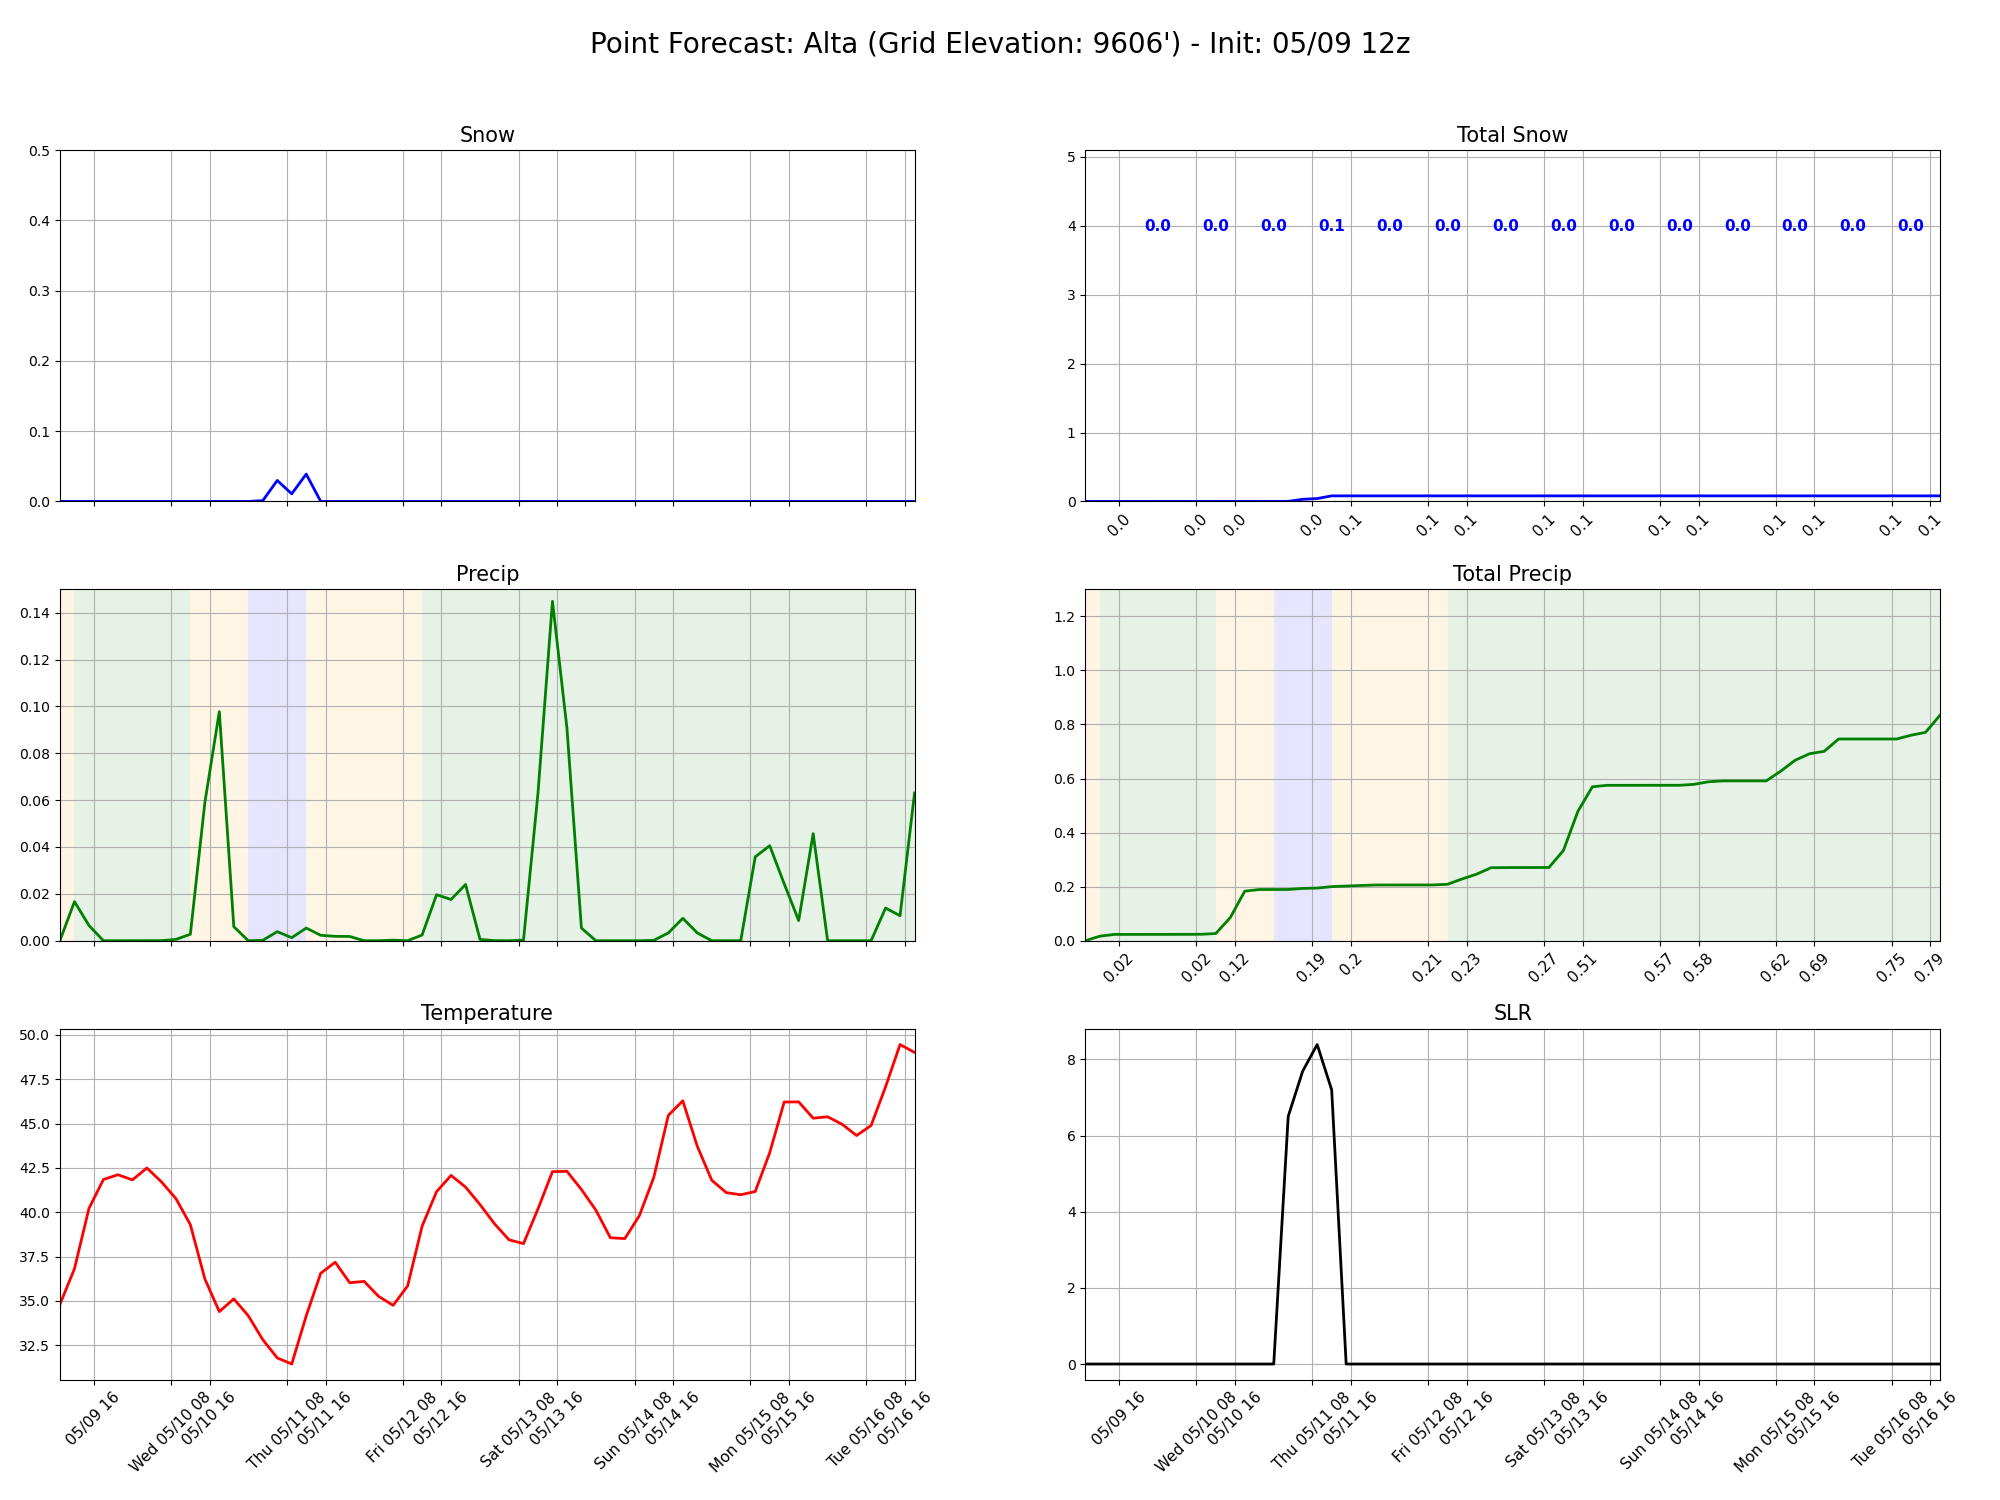 Point Forecast: Alta (Grid Elevation: 9606') - Init: 05/09 12z
Snow
0.5
0.4
0.3
0.2
0.1
0.0
Total Snow
5
4
3
2
1
0
0.0 0.0 0.0 0.1 0.0 0.0 0.0 0.0 0.0 0.0 0.0 0.0 0.0 0.0
0.0 0.0 0.0 0.0 0.1 0.1 0.1 0.1 0.1 0.1 0.1 0.1 0.1 0.1 0.1
Precip
0.14
0.12
0.10
0.08
0.06
0.04
0.02
0.00
Total Precip
1.2
1.0
0.8
0.6
0.4
0.2
0.0
0.02 0.02 0.12 0.19 0.2 0.21 0.23 0.27 0.51 0.57 0.58 0.62 0.69 0.75 0.79
Temperature
50.0
47.5
45.0
42.5
40.0
37.5
35.0
32.5
05/09 16
Wed 05/10 08
05/10 16
Thu 05/11 08
05/11 16
Fri 05/12 08
05/12 16
Sat 05/13 08
05/13 16
Sun 05/14 08
05/14 16
Mon 05/15 08
05/15 16
Tue 05/16 08
05/16 16
SLR
8
6
4
2
0
05/09 16
Wed 05/10 08
05/10 16
Thu 05/11 08
05/11 16
Fri 05/12 08
05/12 16
Sat 05/13 08
05/13 16
Sun 05/14 08
05/14 16
Mon 05/15 08
05/15 16
Tue 05/16 08
05/16 16